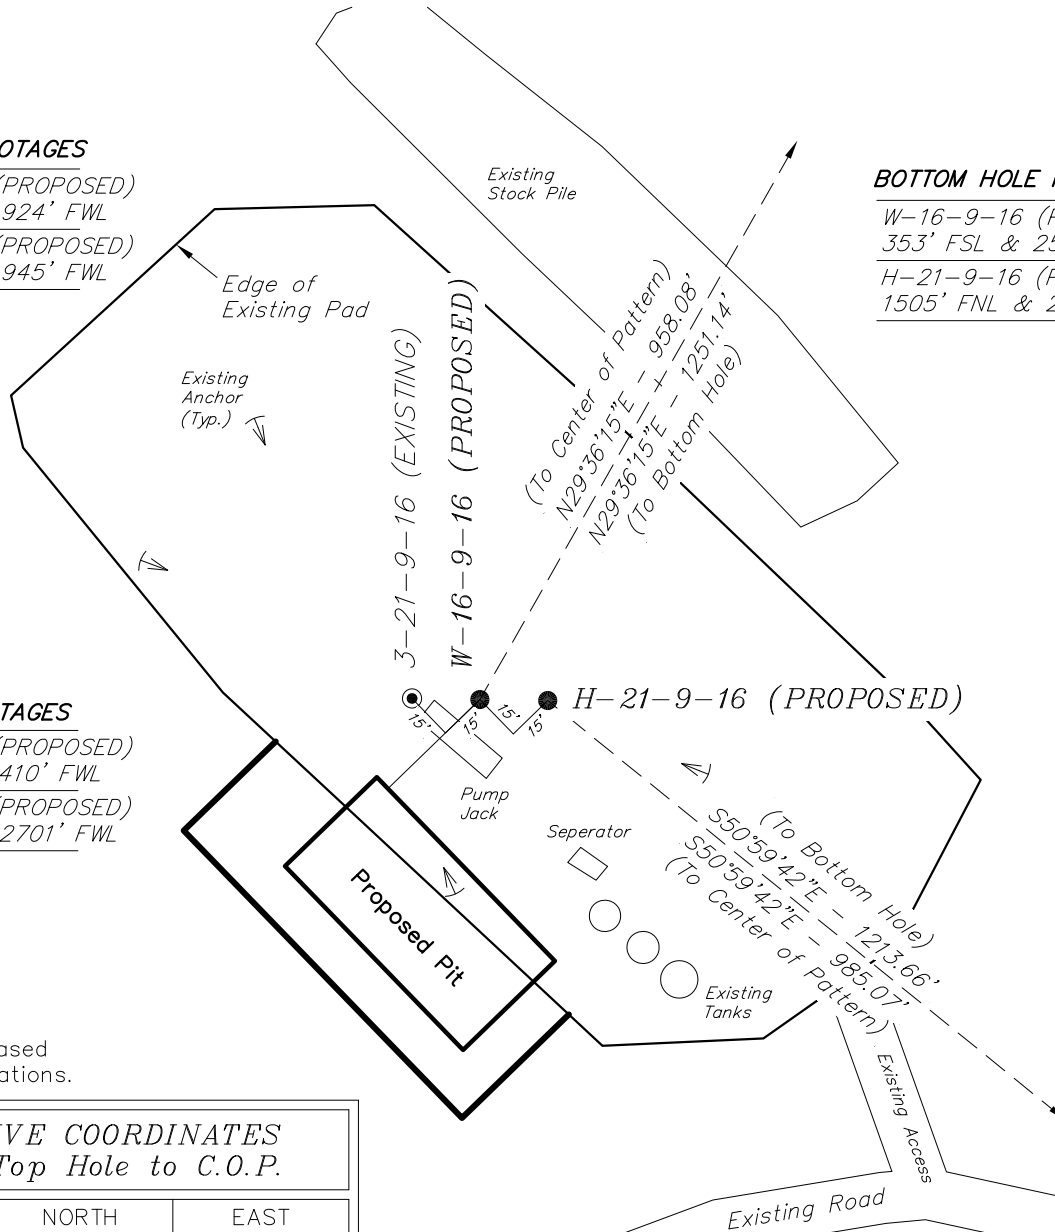 OTAGES
(PROPOSED)
924' FWL
(PROPOSED)
945' FWL
Existing
Stock Pile
BOTTOM HOLE
W-16-9-16 (
353' FSL & 25
H-21-9-16 (
1505' FNL & 2
Edge of
Existing Pad
Existing
Anchor
(Typ.)
3-21-9-16 (EXISTING)
W-16-9-16 (PROPOSED)
(To Center of Pattern)
N29°36'15"E - 958.08'
N29°36'15"E - 1251.14'
(To Bottom Hole)
15'
15'
15'
15'
H-21-9-16 (PROPOSED)
TAGES
(PROPOSED)
410' FWL
(PROPOSED)
2701' FWL
Pump
Jack
Seperator
(To Bottom Hole)
S50°59'42"E - 1213.66'
S50°59'42"E - 985.07'
(To Center of Pattern)
Proposed Pit
Existing
Tanks
ased
ations.
Existing Access
IVE COORDINATES
Top Hole to C.O.P.
NORTH EAST
Existing Road